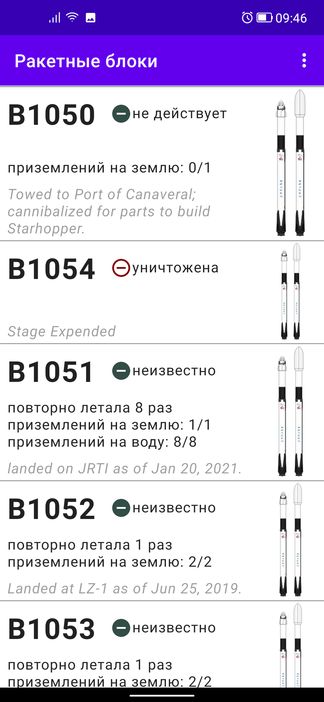 09:46
Ракетные блоки
B1050 не действует
приземлений на землю: 0/1
Towed to Port of Canaveral;
cannibalized for parts to build
Starhopper.
B1054 уничтожена
Stage Expended
B1051 неизвестно
повторно летала 8 раз
приземлений на землю: 1/1
приземлений на воду: 8/8
landed on JRTI as of Jan 20, 2021.
B1052 неизвестно
повторно летала 1 раз
приземлений на землю: 2/2
Landed at LZ-1 as of Jun 25, 2019.
B1053 неизвестно
повторно летала 1 раз
приземлений на землю: 2/2